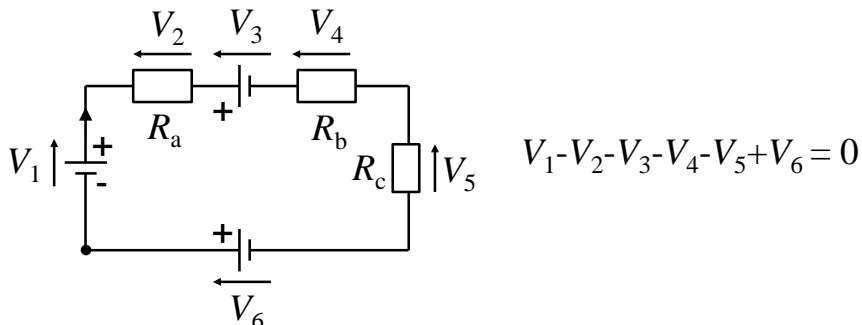 V2 V3 V4
+ Ra Rb
V1 + - Rc V5 V1-V2-V3-V4-V5+V6 = 0
+
V6